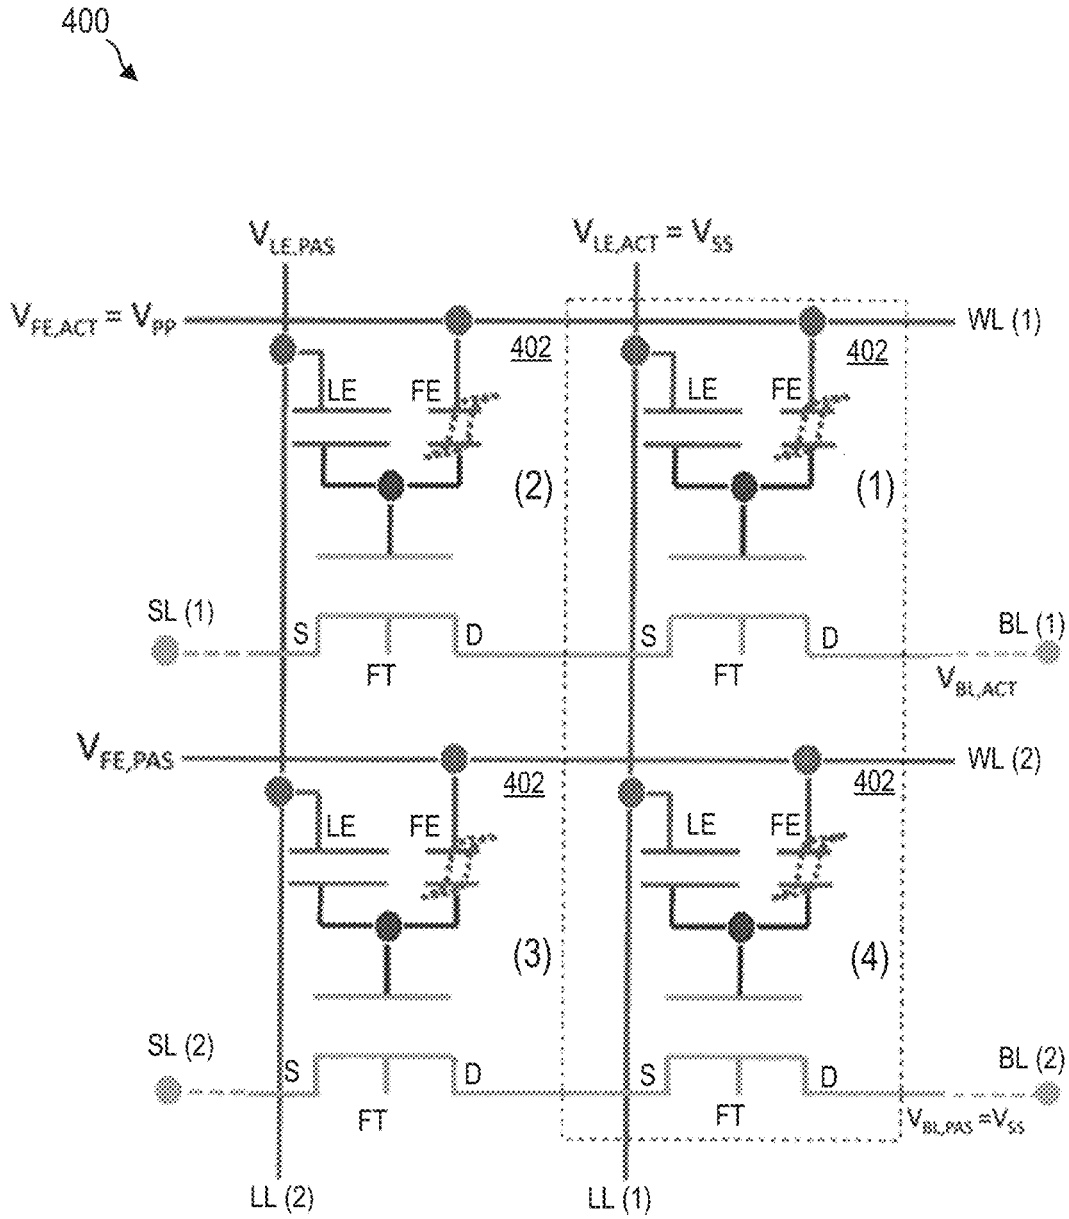 400
V_LE,PAS
V_LE,ACT = V_SS
V_FE,ACT = V_PP
WL (1)
402
402
LE
FE
LE
FE
(2)
(1)
SL (1)
S
D
S
D
BL (1)
FT
FT
V_BL,ACT
V_FE,PAS
WL (2)
402
402
LE
FE
LE
FE
(3)
(4)
SL (2)
S
D
S
D
BL (2)
FT
FT
V_BL,PAS =V_SS
LL (2)
LL (1)